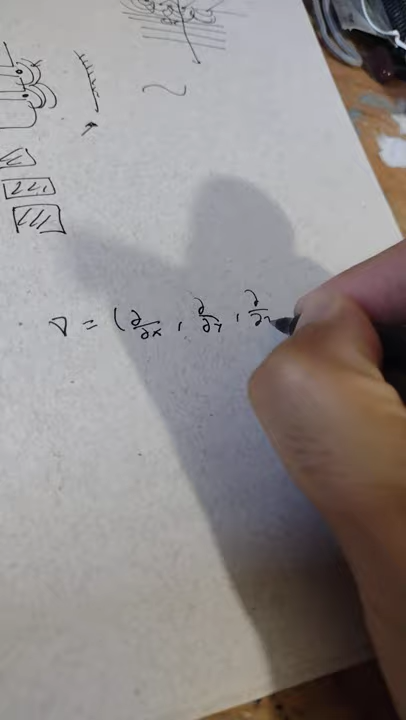 ∇ = (∂/∂x, ∂/∂y, ∂/∂z